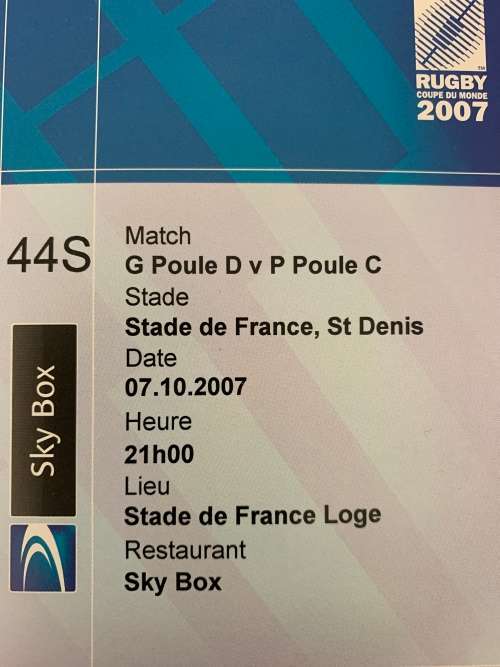 RUGBY
COUPE DU MONDE
2007
44S
Sky Box
Match
G Poule D v P Poule C
Stade
Stade de France, St Denis
Date
07.10.2007
Heure
21h00
Lieu
Stade de France Loge
Restaurant
Sky Box